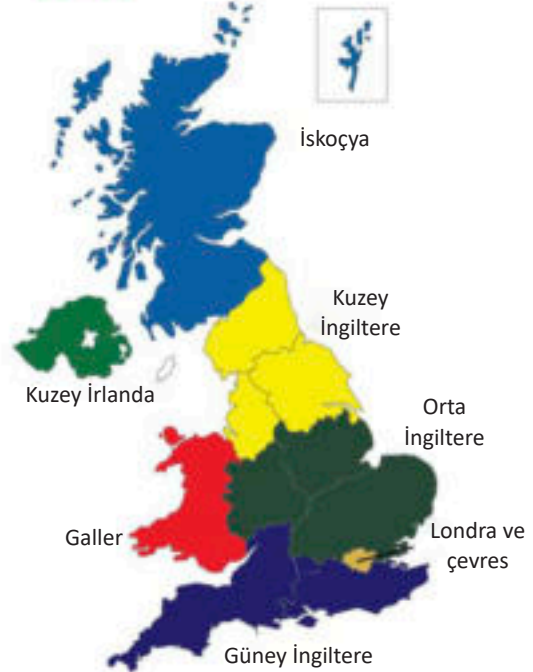 İskoçya
Kuzey
İngiltere
Kuzey İrlanda
Orta
İngiltere
Galler
Londra ve
çevres
Güney İngiltere